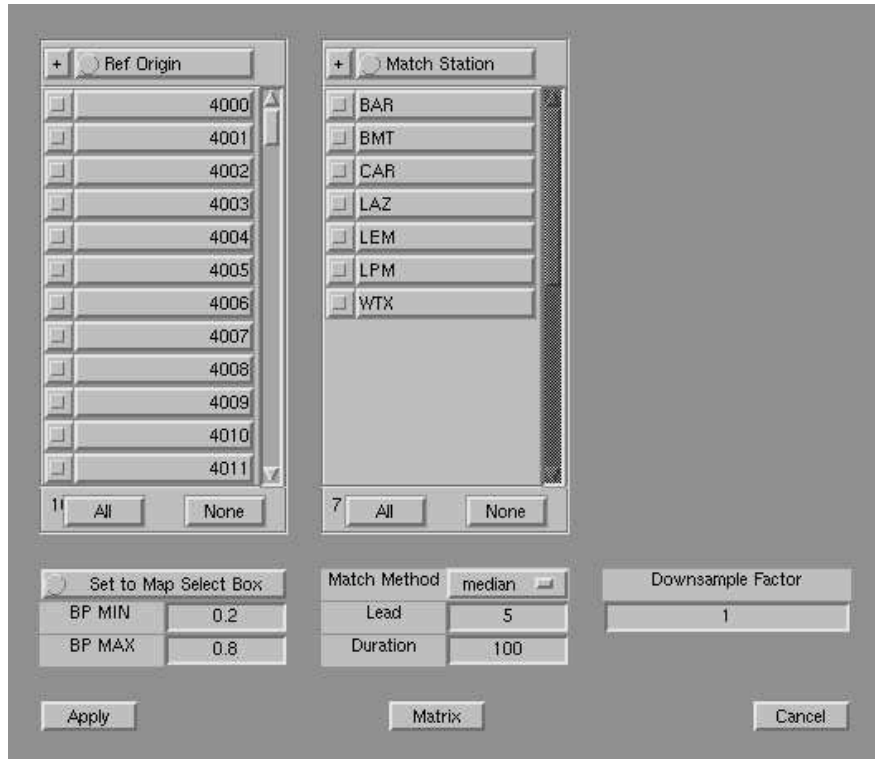 + Ref Origin
4000
4001
4002
4003
4004
4005
4006
4007
4008
4009
4010
4011
All None
+ Match Station
BAR
BMT
CAR
LAZ
LEM
LPM
WTX
7 All None
Set to Map Select Box
BP MIN 0.2
BP MAX 0.8
Match Method median
Lead 5
Duration 100
Downsample Factor
1
Apply Matrix Cancel